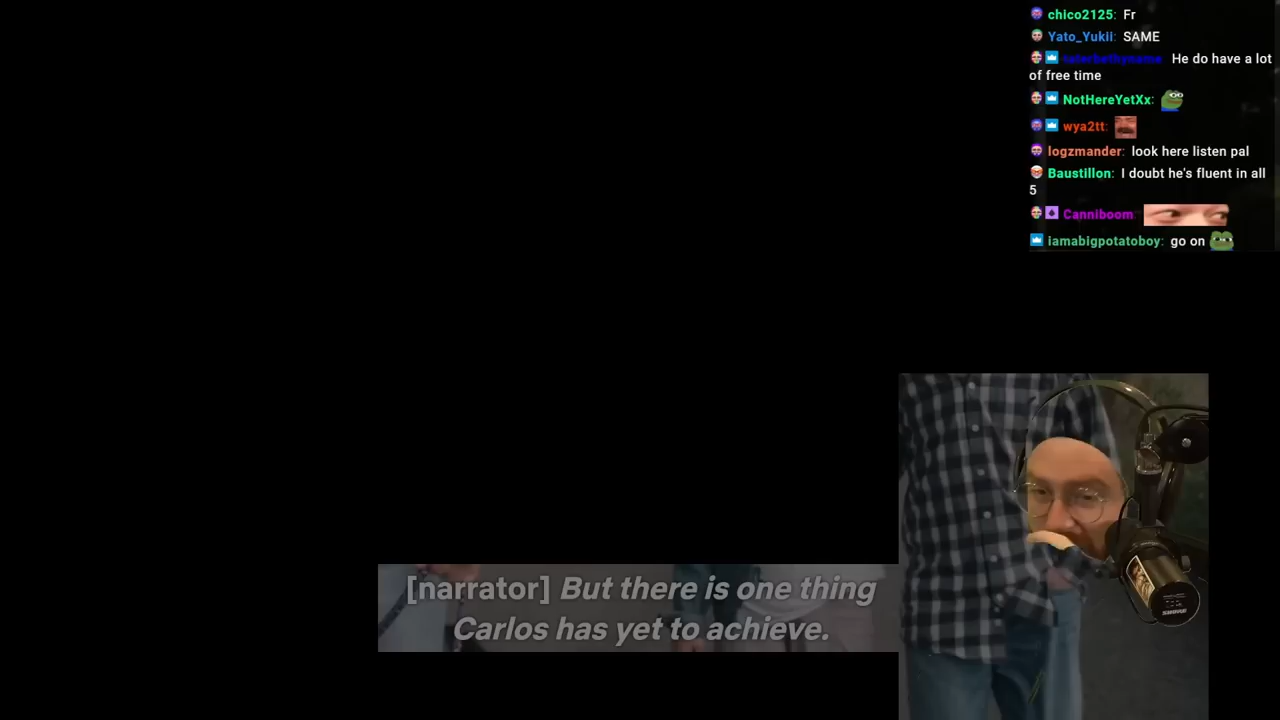 chico2125: Fr
Yato_Yukii: SAME
He do have a lot
of free time
NotHereYetXx:
wya2tt:
logzmander: look here listen pal
Baustillon: I doubt he's fluent in all
5
Canniboom:
iamabigpotatoboy: go on
[narrator] But there is one thing
Carlos has yet to achieve.
SHURE